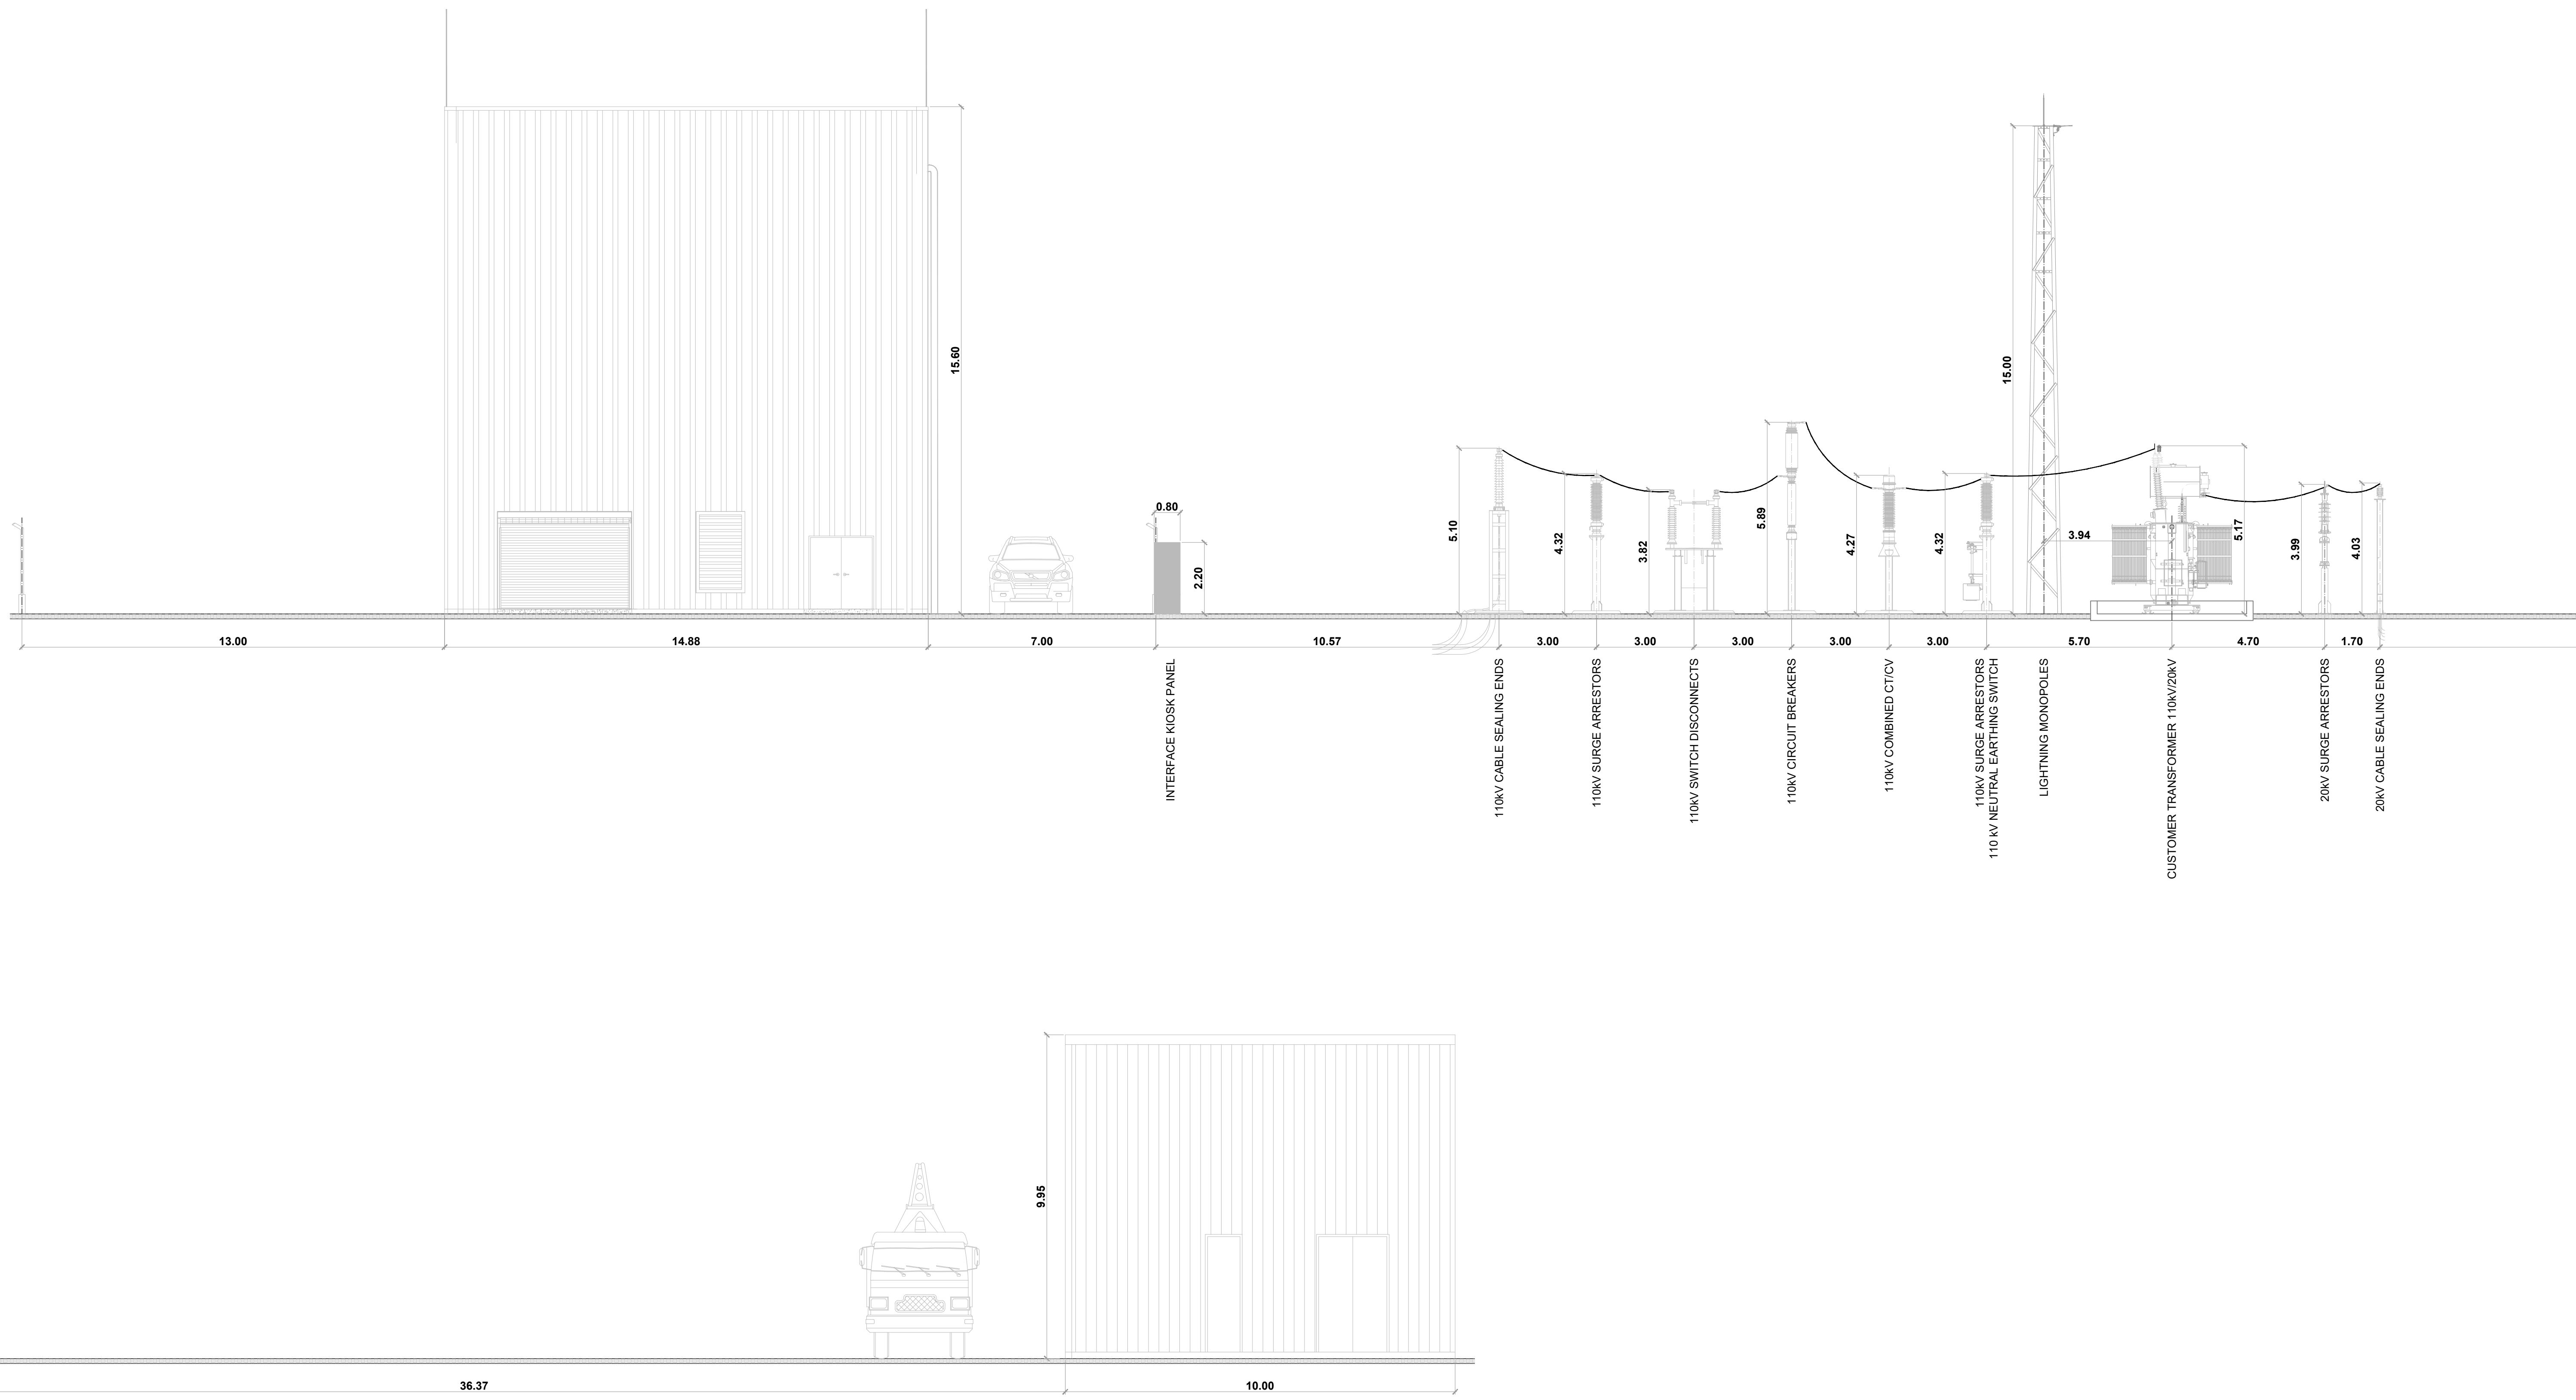 15.60
15.00
0.80
2.20
5.10
4.32
3.82
5.89
4.27
4.32
3.94
5.17
3.99
4.03
13.00
14.88
7.00
10.57
3.00
3.00
3.00
3.00
3.00
5.70
4.70
1.70
INTERFACE KIOSK PANEL
110kV CABLE SEALING ENDS
110kV SURGE ARRESTORS
110kV SWITCH DISCONNECTS
110kV CIRCUIT BREAKERS
110kV COMBINED CT/CV
110kV SURGE ARRESTORS
110 kV NEUTRAL EARTHING SWITCH
LIGHTNING MONOPOLES
CUSTOMER TRANSFORMER 110kV/20kV
20kV SURGE ARRESTORS
20kV CABLE SEALING ENDS
9.95
36.37
10.00